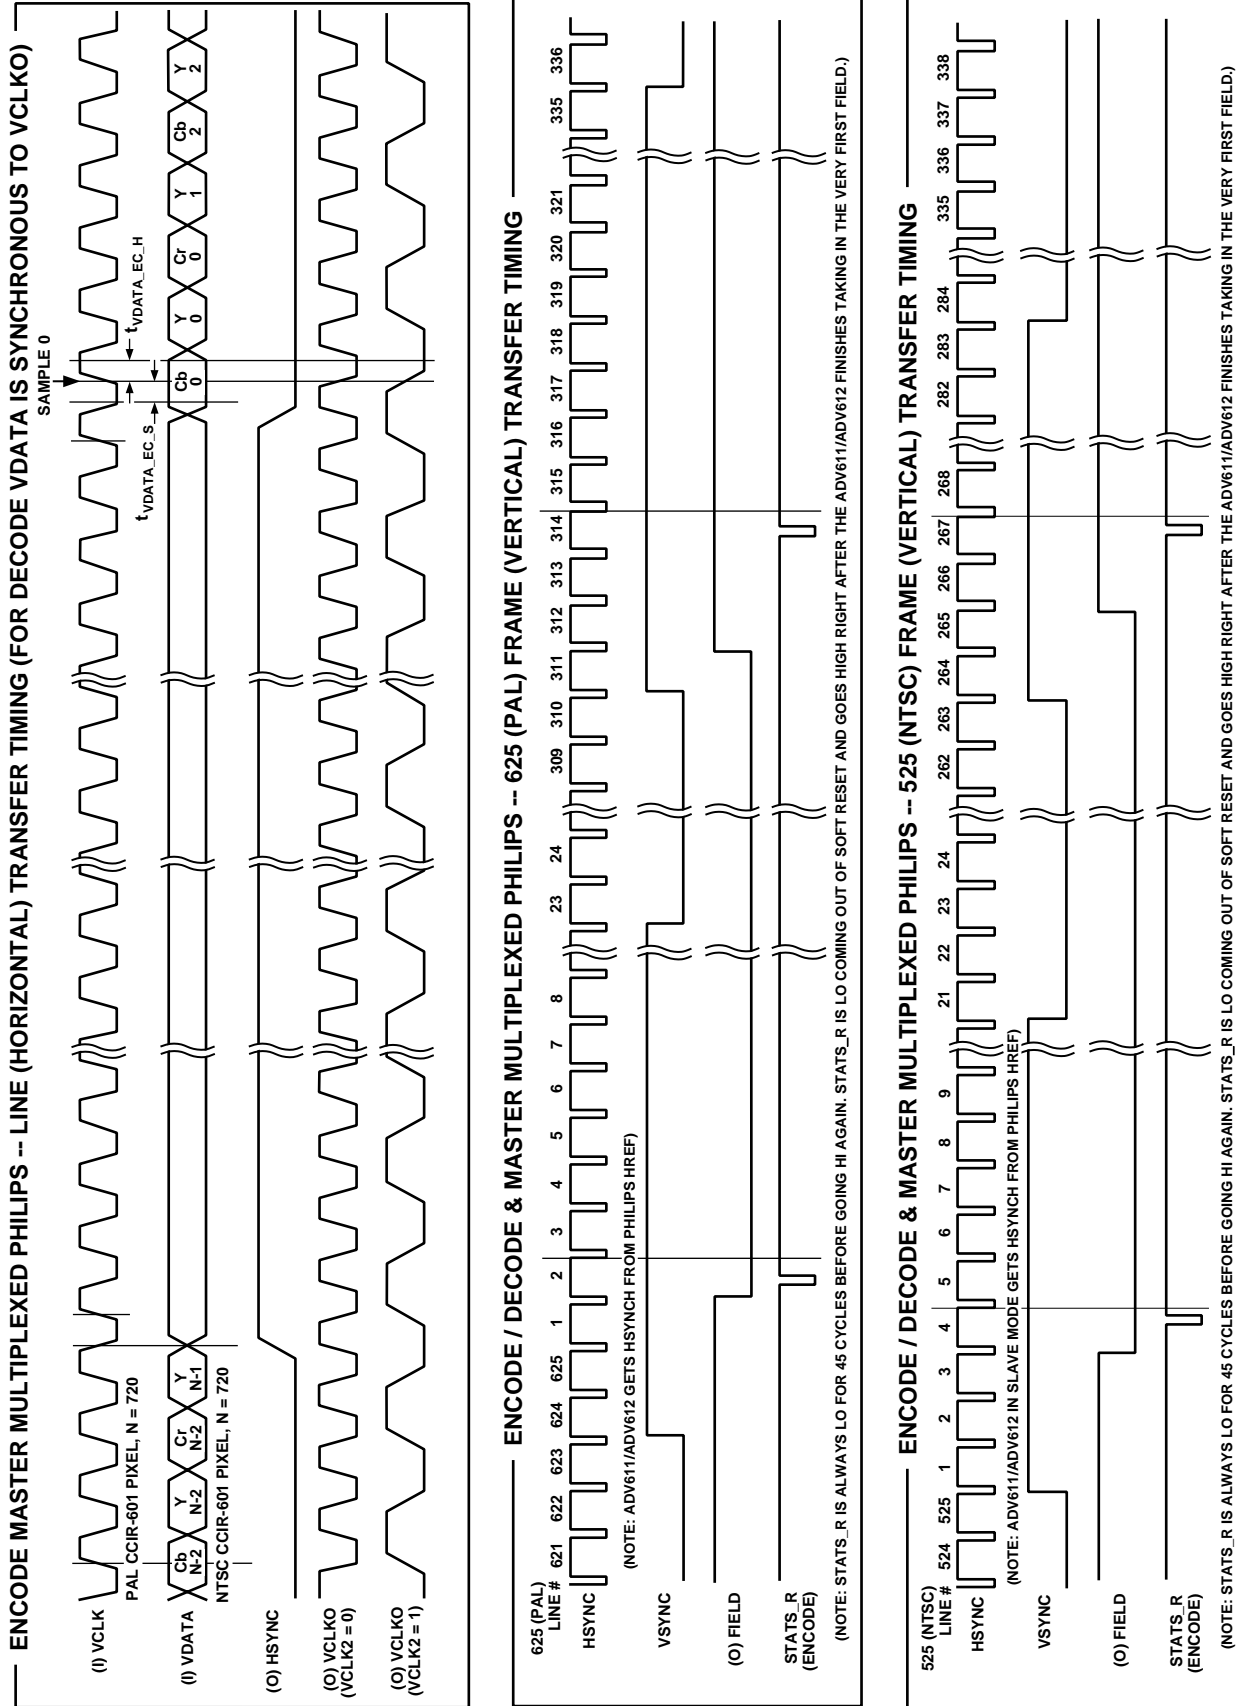 ENCODE MASTER MULTIPLEXED PHILIPS -- LINE (HORIZONTAL) TRANSFER TIMING (FOR DECODE VDATA IS SYNCHRONOUS TO VCLKO)
SAMPLE 0
(I) VCLK
PAL CCIR-601 PIXEL, N = 720
tVDATA_EC_S
tVDATA_EC_H
(I) VDATA
Cb N-2
Y N-2
Cr N-2
Y N-1
Cb 0
Y 0
Cr 0
Y 1
Cb 2
Y 2
NTSC CCIR-601 PIXEL, N = 720
(O) HSYNC
(O) VCLKO
(VCLK2 = 0)
(O) VCLKO
(VCLK2 = 1)
ENCODE / DECODE & MASTER MULTIPLEXED PHILIPS -- 625 (PAL) FRAME (VERTICAL) TRANSFER TIMING
625 (PAL)
LINE # 621 622 623 624 625 1 2 3 4 5 6 7 8 23 24 309 310 311 312 313 314 315 316 317 318 319 320 321 335 336
HSYNC
(NOTE: ADV611/ADV612 GETS HSYNCH FROM PHILIPS HREF)
VSYNC
(O) FIELD
STATS_R
(ENCODE)
(NOTE: STATS_R IS ALWAYS LO FOR 45 CYCLES BEFORE GOING HI AGAIN. STATS_R IS LO COMING OUT OF SOFT RESET AND GOES HIGH RIGHT AFTER THE ADV611/ADV612 FINISHES TAKING IN THE VERY FIRST FIELD.)
ENCODE / DECODE & MASTER MULTIPLEXED PHILIPS -- 525 (NTSC) FRAME (VERTICAL) TRANSFER TIMING
525 (NTSC)
LINE # 524 525 1 2 3 4 5 6 7 8 9 21 22 23 24 262 263 264 265 266 267 268 282 283 284 335 336 337 338
HSYNC
(NOTE: ADV611/ADV612 IN SLAVE MODE GETS HSYNCH FROM PHILIPS HREF)
VSYNC
(O) FIELD
STATS_R
(ENCODE)
(NOTE: STATS_R IS ALWAYS LO FOR 45 CYCLES BEFORE GOING HI AGAIN. STATS_R IS LO COMING OUT OF SOFT RESET AND GOES HIGH RIGHT AFTER THE ADV611/ADV612 FINISHES TAKING IN THE VERY FIRST FIELD.)